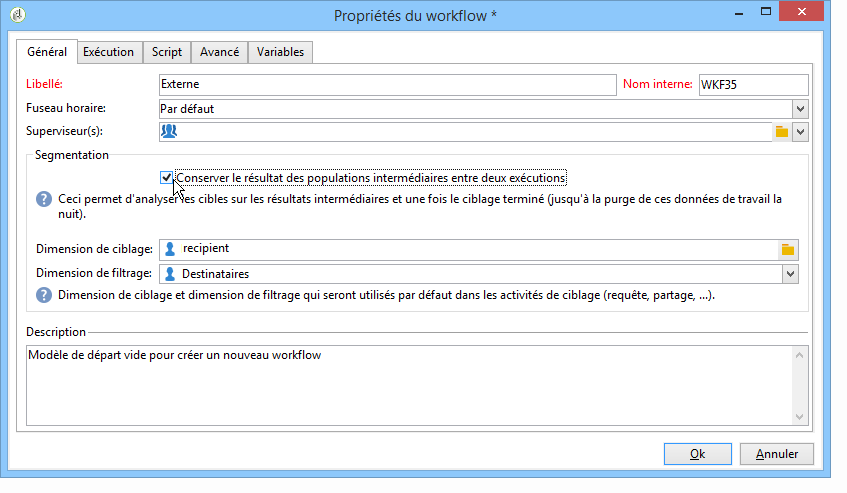 Propriétés du workflow *
Général Exécution Script Avancé Variables
Libellé: Externe Nom interne: WKF35
Fuseau horaire: Par défaut
Superviseur(s):
Segmentation
Conserver le résultat des populations intermédiaires entre deux exécutions
Ceci permet d'analyser les cibles sur les résultats intermédiaires et une fois le ciblage terminé (jusqu'à la purge de ces données de travail la
nuit).
Dimension de ciblage: recipient
Dimension de filtrage: Destinataires
Dimension de ciblage et dimension de filtrage qui seront utilisés par défaut dans les activités de ciblage (requête, partage, ...).
Description
Modèle de départ vide pour créer un nouveau workflow
Ok Annuler